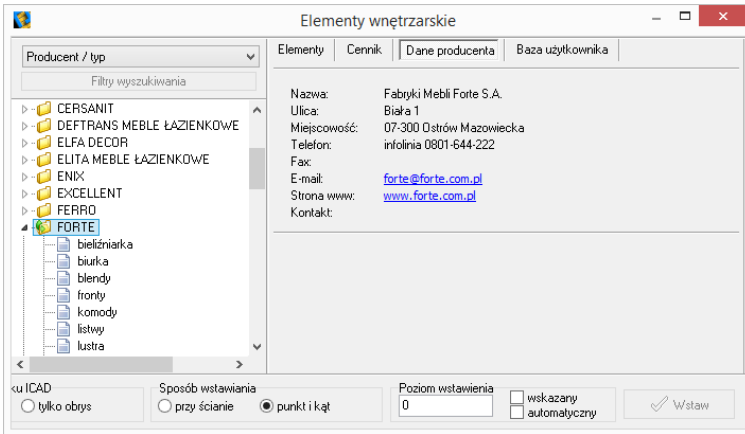 Elementy wnętrzarskie
Producent / typ
Filtry wyszukiwania
CERSANIT
DEFTRANS MEBLE ŁAZIENKOWE
ELFA DECOR
ELITA MEBLE ŁAZIENKOWE
ENIX
EXCELLENT
FERRO
FORTE
bieliźniarka
biurka
blendy
fronty
komody
listwy
lustra
Elementy Cennik Dane producenta Baza użytkownika
Nazwa: Fabryki Mebli Forte S.A.
Ulica: Biała 1
Miejscowość: 07-300 Ostrów Mazowiecka
Telefon: infolinia 0801-644-222
Fax:
E-mail: forte@forte.com.pl
Strona www: www.forte.com.pl
Kontakt:
ku ICAD
tylko obrys
Sposób wstawiania
przy ścianie punkt i kąt
Poziom wstawienia
0
wskazany
automatyczny
Wstaw